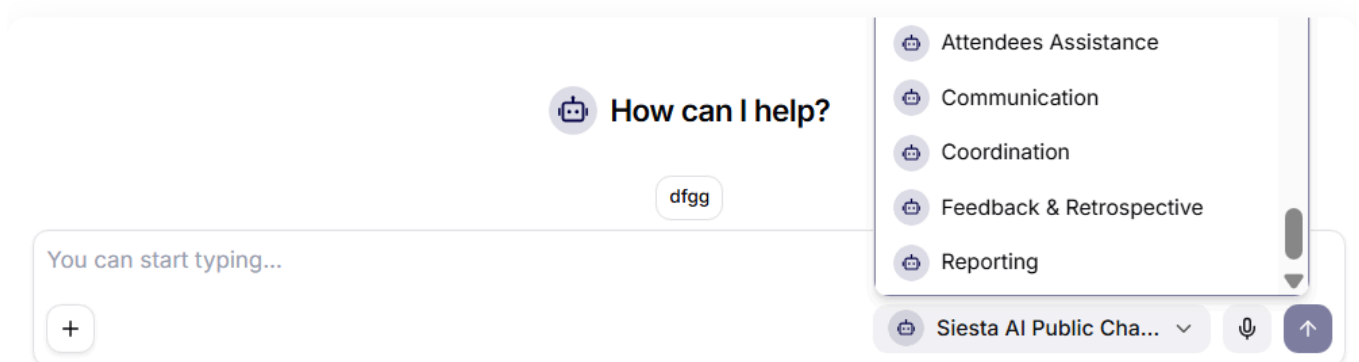 Attendees Assistance
Communication
How can I help?
Coordination
dfgg
Feedback & Retrospective
You can start typing...
Reporting
Siesta AI Public Cha...